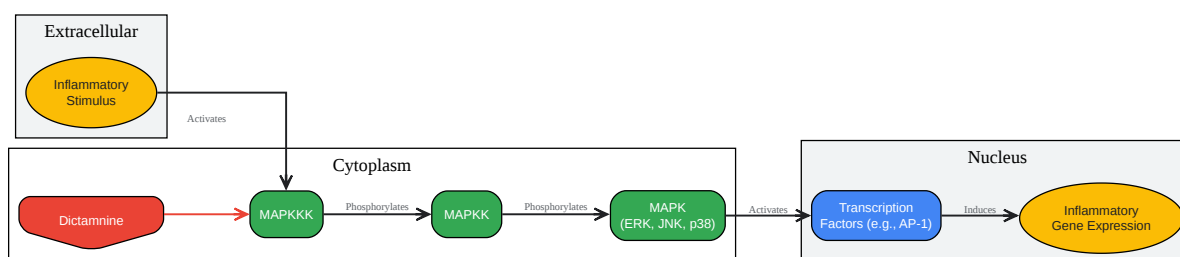 Extracellular
Inflammatory
Stimulus
Activates
Cytoplasm
Dictamnine
MAPKKK
Phosphorylates
MAPKK
Phosphorylates
MAPK
(ERK, JNK, p38)
Activates
Nucleus
Transcription
Factors (e.g., AP-1)
Induces
Inflammatory
Gene Expression